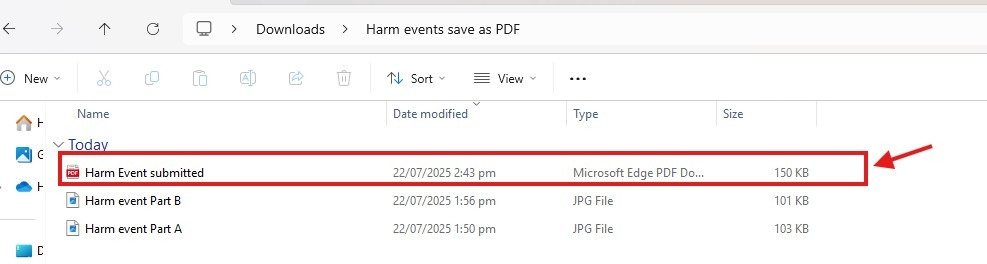 Downloads > Harm events save as PDF
New Sort View ...
Name Date modified Type Size
H
Today
G
PDF Harm Event submitted 22/07/2025 2:43 pm Microsoft Edge PDF Do... 150 KB
H
Harm event Part B 22/07/2025 1:56 pm JPG File 101 KB
Harm event Part A 22/07/2025 1:50 pm JPG File 103 KB
D